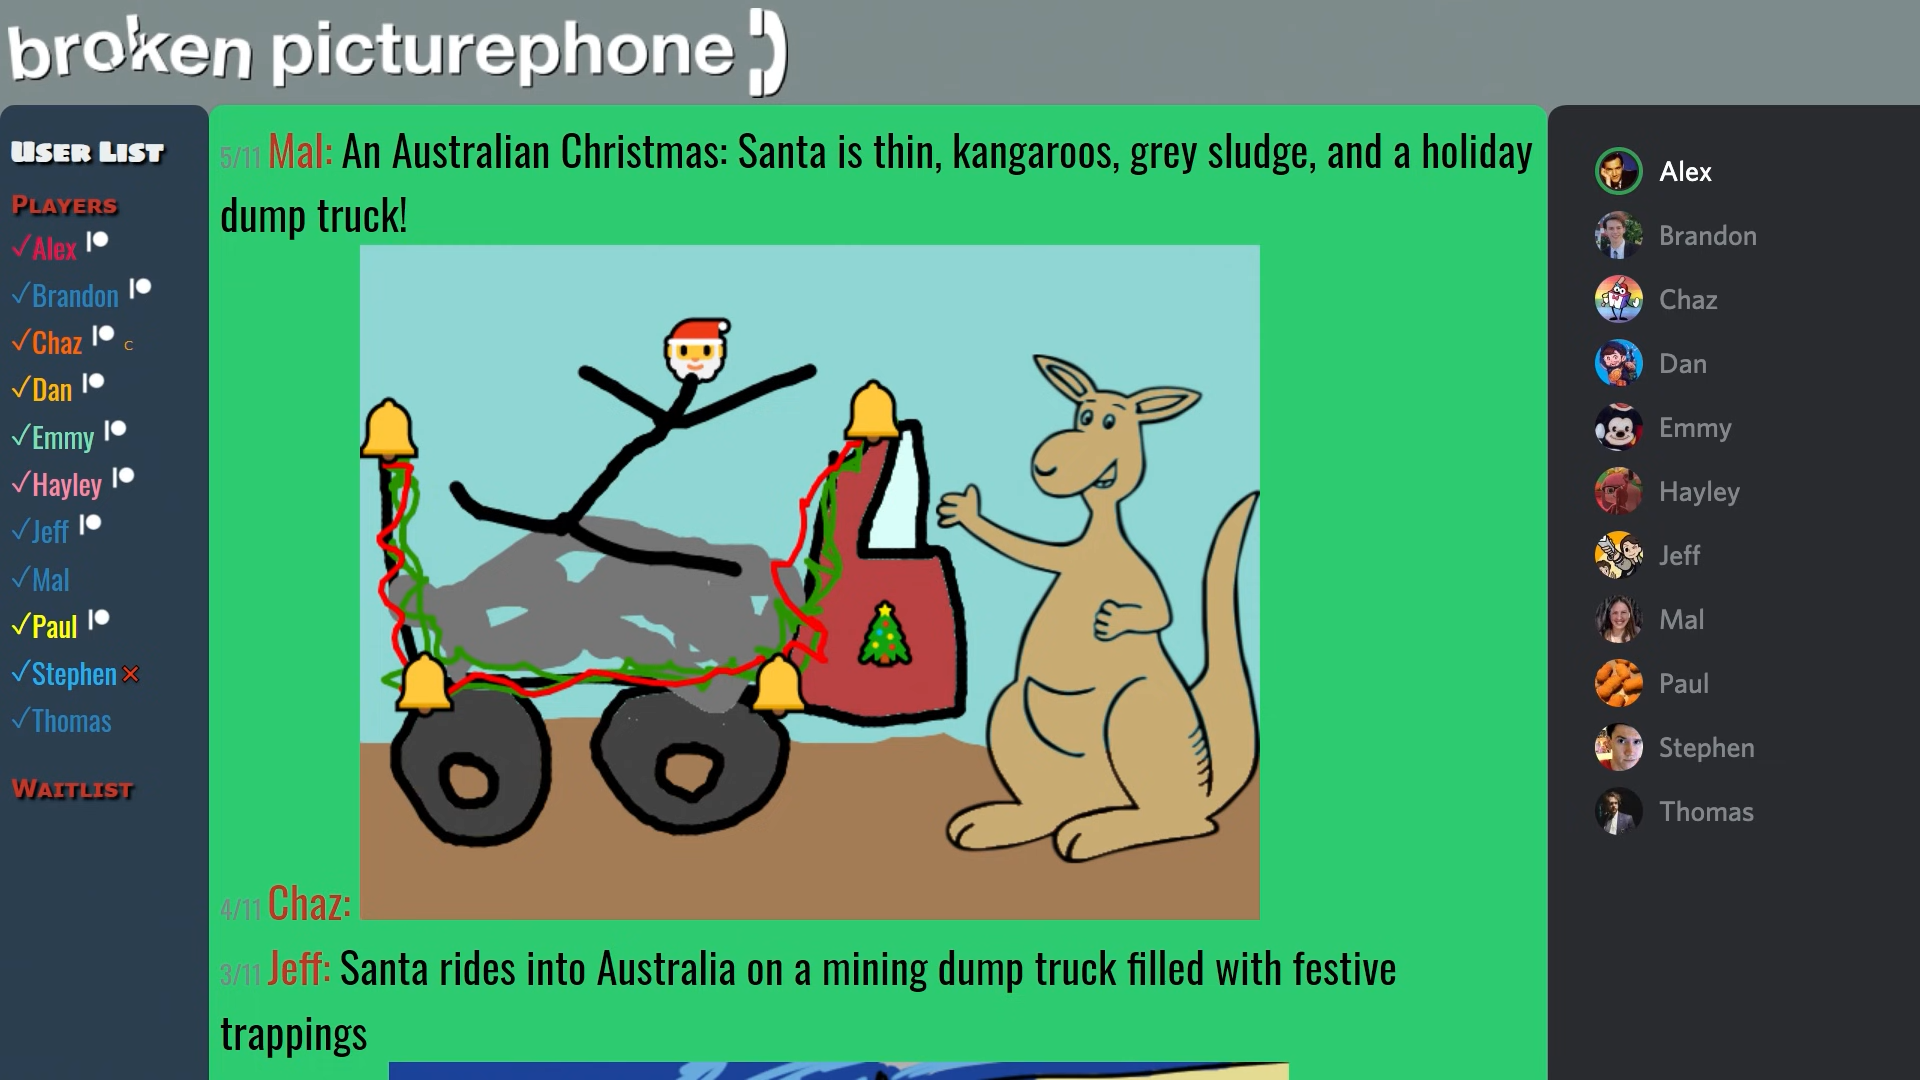 broken picturephone
User List
Players
✓Alex
✓Brandon
✓Chaz c
✓Dan
✓Emmy
✓Hayley
✓Jeff
✓Mal
✓Paul
✓Stephen
✓Thomas
Waitlist
5/11 Mal: An Australian Christmas: Santa is thin, kangaroos, grey sludge, and a holiday
dump truck!
4/11 Chaz:
3/11 Jeff: Santa rides into Australia on a mining dump truck filled with festive
trappings
Alex
Brandon
Chaz
Dan
Emmy
Hayley
Jeff
Mal
Paul
Stephen
Thomas